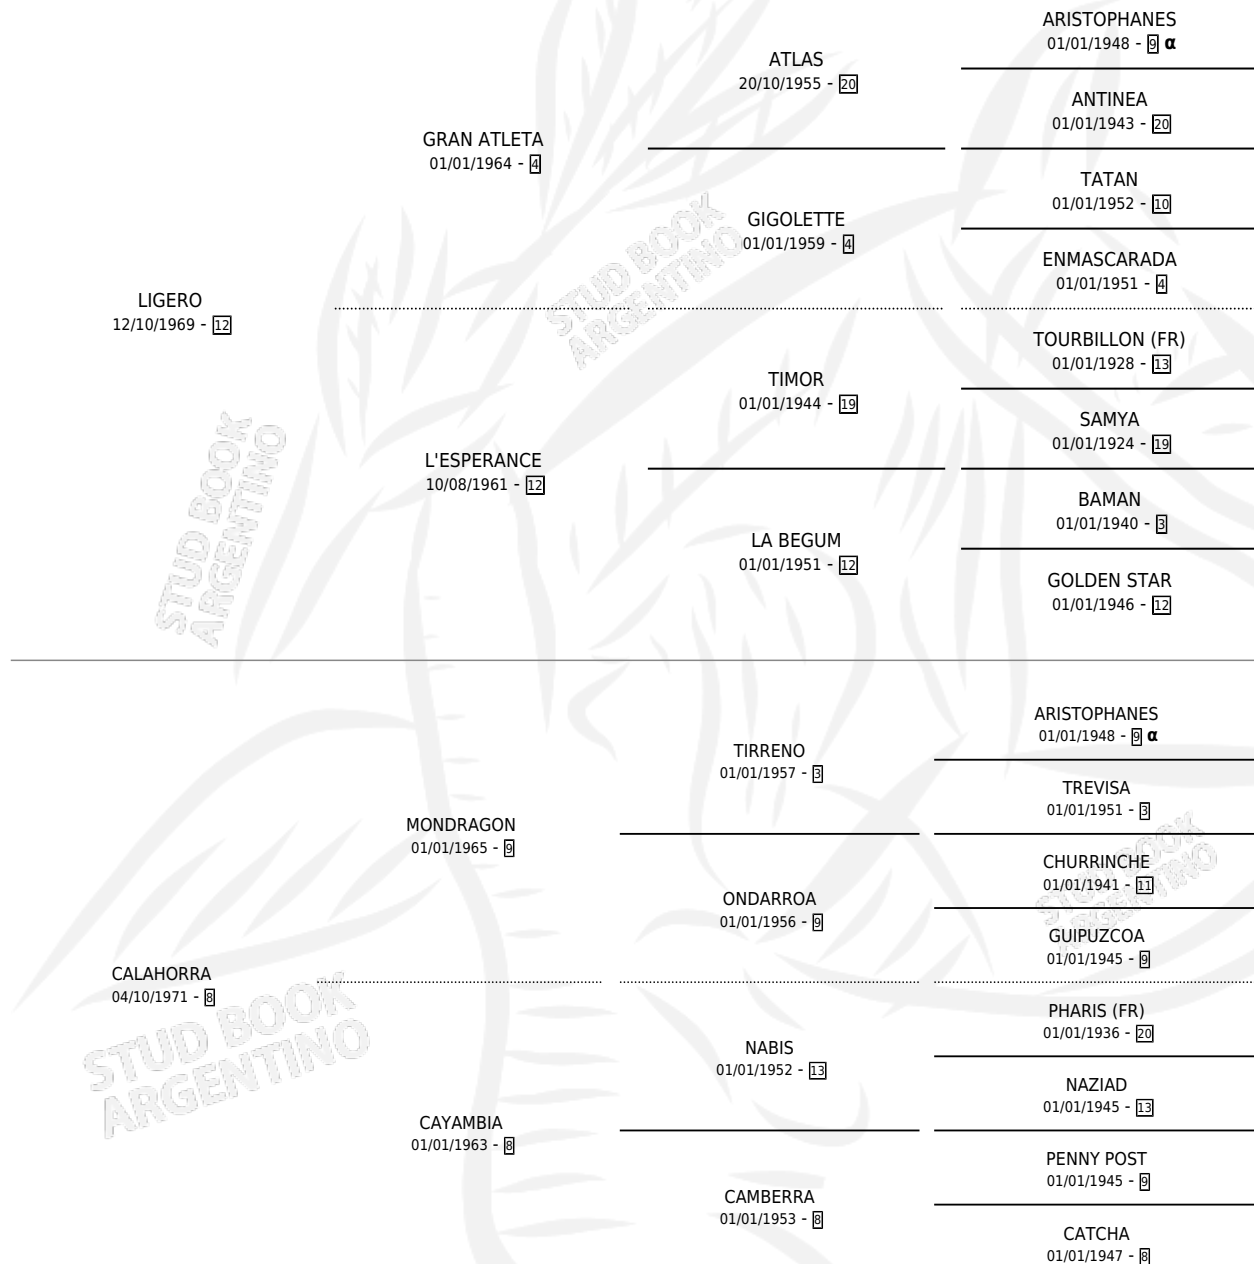 ARISTOPHANES
01/01/1948 - 9 α
ATLAS
20/10/1955 - 20
ANTINEA
01/01/1943 - 20
GRAN ATLETA
01/01/1964 - 4
TATAN
01/01/1952 - 10
GIGOLETTE
01/01/1959 - 4
ENMASCARADA
01/01/1951 - 4
LIGERO
12/10/1969 - 12
STUD BOOK
ARGENTINO
TOURBILLON (FR)
01/01/1928 - 13
TIMOR
01/01/1944 - 19
SAMYA
01/01/1924 - 19
L'ESPERANCE
10/08/1961 - 12
BAMAN
01/01/1940 - 3
LA BEGUM
01/01/1951 - 12
GOLDEN STAR
01/01/1946 - 12
STUD BOOK
ARGENTINO
ARISTOPHANES
01/01/1948 - 9 α
TIRRENO
01/01/1957 - 3
TREVISA
01/01/1951 - 3
MONDRAGON
01/01/1965 - 9
CHURRINCHE
01/01/1941 - 11
STUD BOOK
ARGENTINO
ONDARROA
01/01/1956 - 9
GUIPUZCOA
01/01/1945 - 9
CALAHORRA
04/10/1971 - 8
STUD BOOK
ARGENTINO
PHARIS (FR)
01/01/1936 - 20
NABIS
01/01/1952 - 13
NAZIAD
01/01/1945 - 13
CAYAMBIA
01/01/1963 - 8
PENNY POST
01/01/1945 - 9
CAMBERRA
01/01/1953 - 8
CATCHA
01/01/1947 - 8